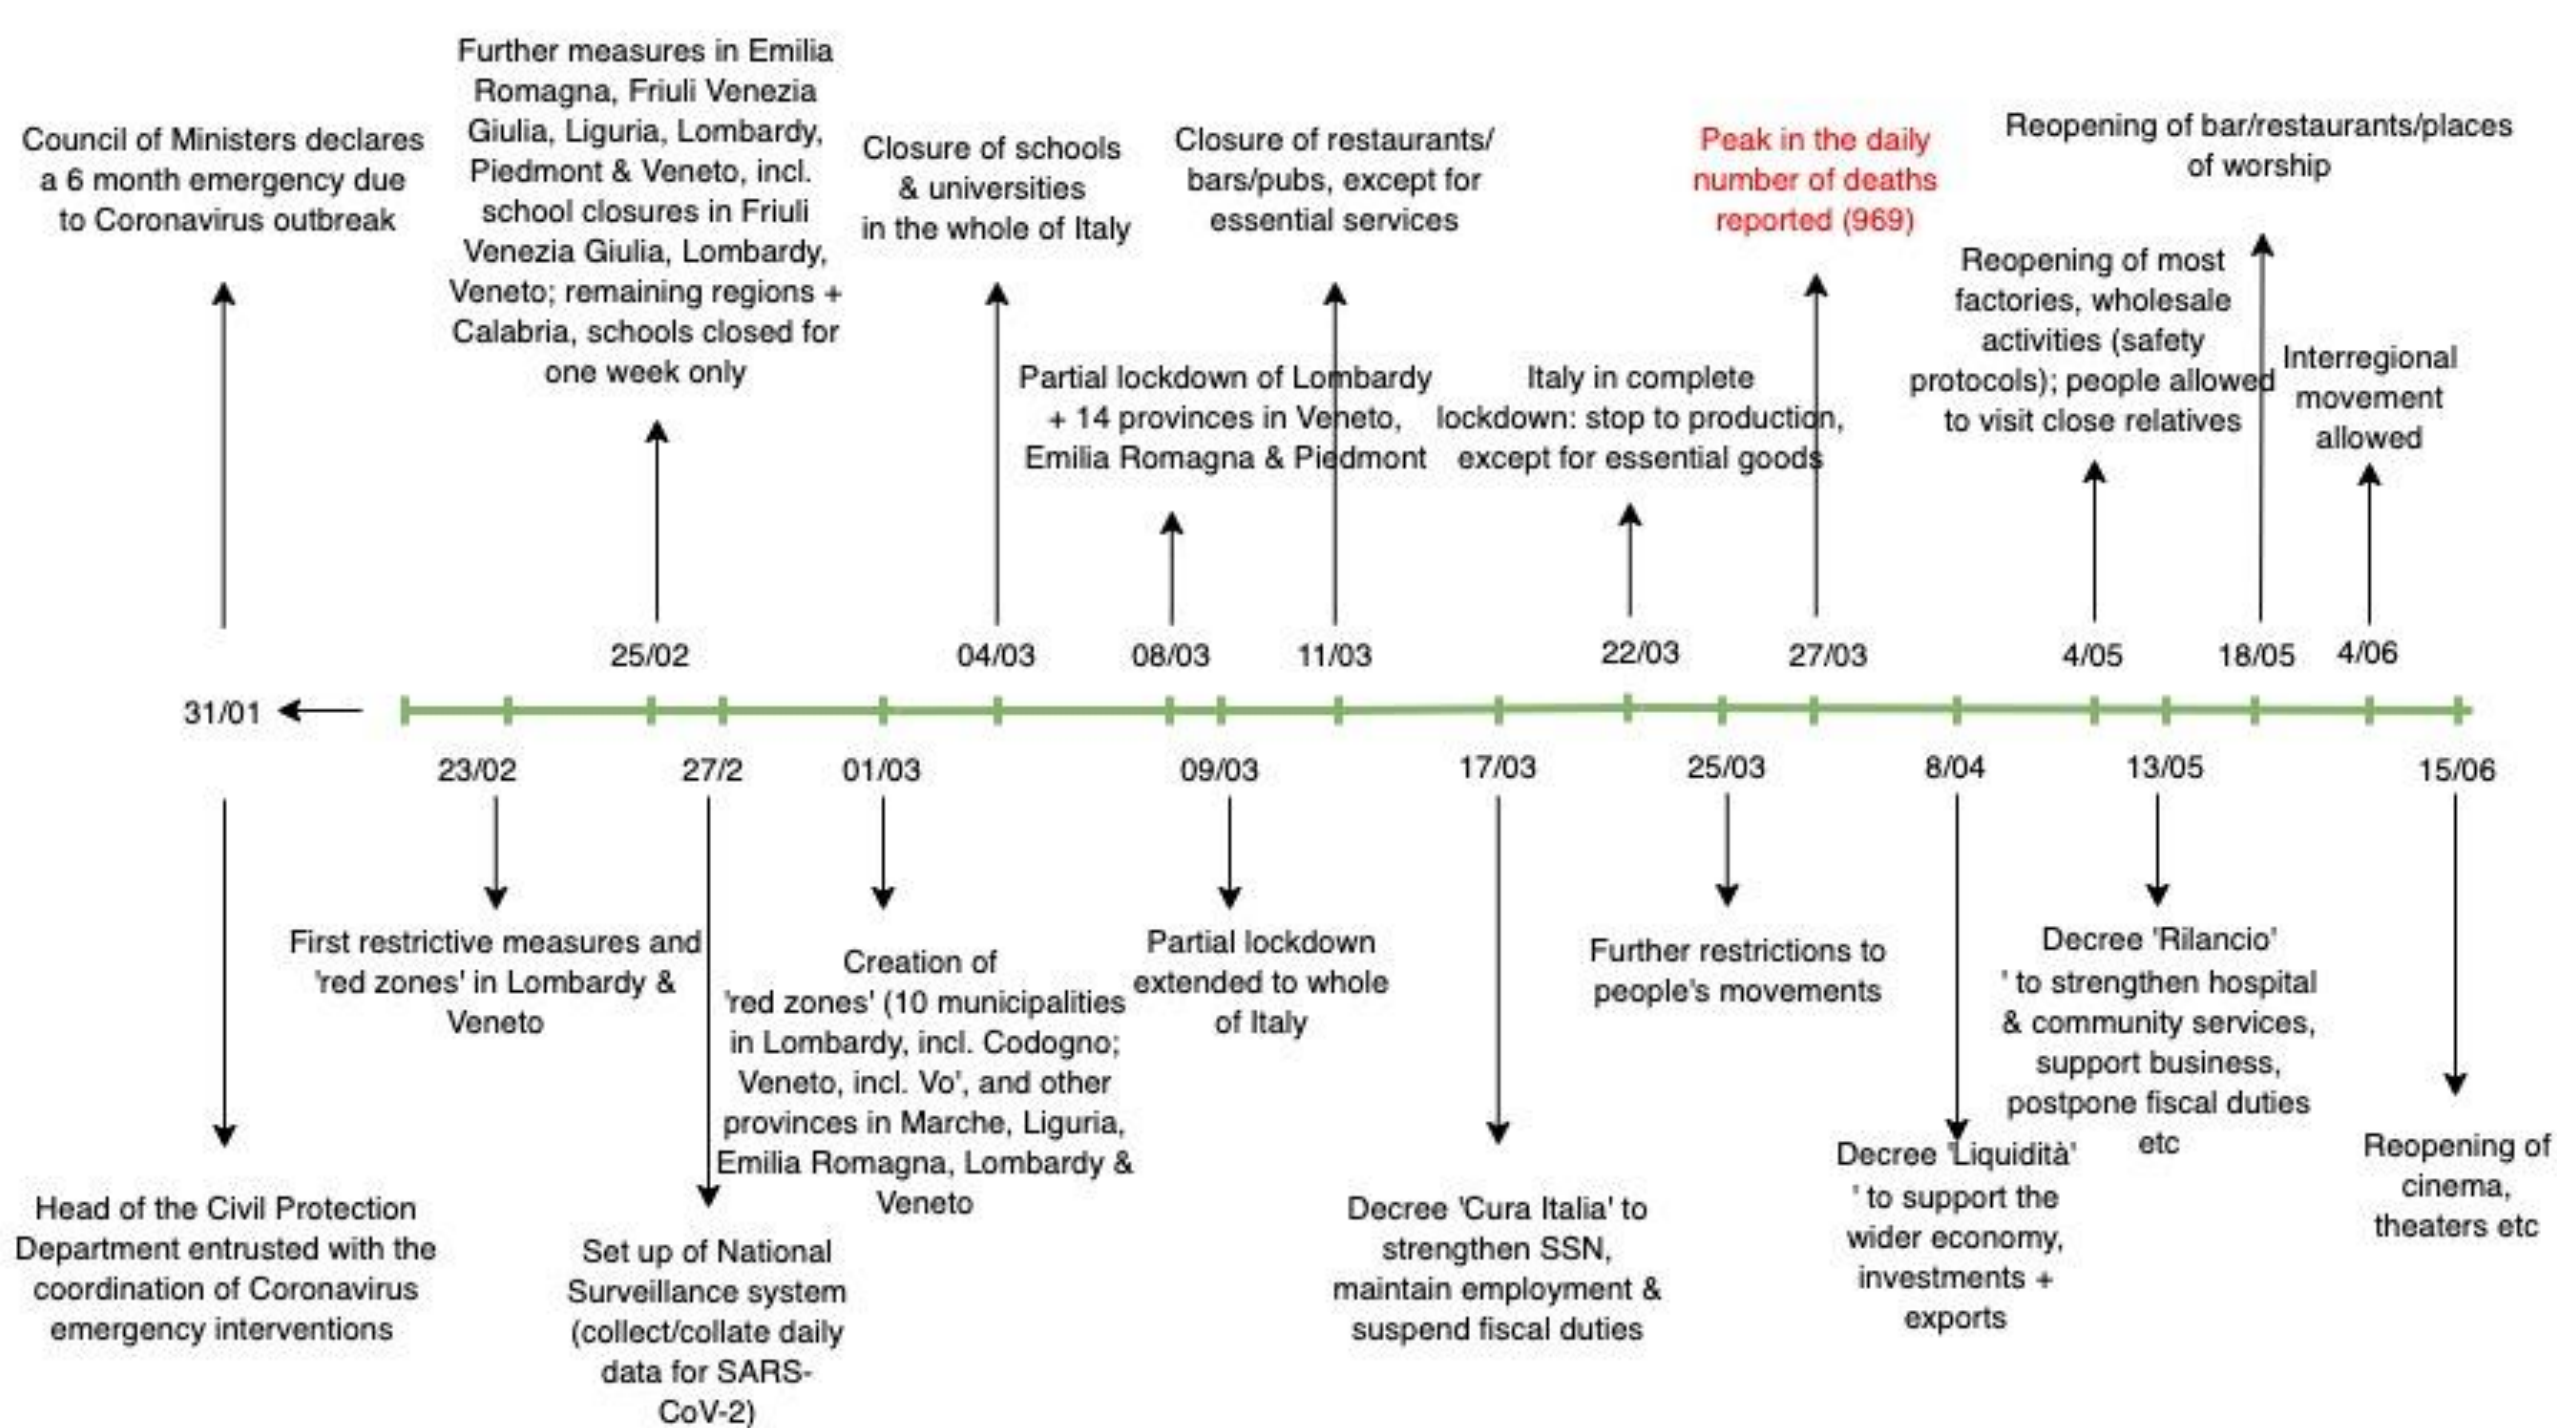 Council of Ministers declares
a 6 month emergency due
to Coronavirus outbreak
Further measures in Emilia
Romagna, Friuli Venezia
Giulia, Liguria, Lombardy,
Piedmont & Veneto, incl.
school closures in Friuli
Venezia Giulia, Lombardy,
Veneto; remaining regions +
Calabria, schools closed for
one week only
Closure of schools
& universities
in the whole of Italy
Partial lockdown of Lombardy
+ 14 provinces in Veneto,
Emilia Romagna & Piedmont
Closure of restaurants/
bars/pubs, except for
essential services
Italy in complete
lockdown: stop to production,
except for essential goods
Peak in the daily
number of deaths
reported (969)
Reopening of most
factories, wholesale
activities (safety
protocols); people allowed
to visit close relatives
Reopening of bar/restaurants/places
of worship
Interregional
movement
allowed
25/02
04/03
08/03
11/03
22/03
27/03
4/05
18/05
4/06
31/01
23/02
27/2
01/03
09/03
17/03
25/03
8/04
13/05
15/06
Head of the Civil Protection
Department entrusted with the
coordination of Coronavirus
emergency interventions
First restrictive measures and
'red zones' in Lombardy &
Veneto
Set up of National
Surveillance system
(collect/collate daily
data for SARS-
CoV-2)
Creation of
'red zones' (10 municipalities
in Lombardy, incl. Codogno;
Veneto, incl. Vo', and other
provinces in Marche, Liguria,
Emilia Romagna, Lombardy &
Veneto
Partial lockdown
extended to whole
of Italy
Decree 'Cura Italia' to
strengthen SSN,
maintain employment &
suspend fiscal duties
Further restrictions to
people's movements
Decree 'Liquidità'
' to support the
wider economy,
investments +
exports
Decree 'Rilancio'
' to strengthen hospital
& community services,
support business,
postpone fiscal duties
etc
Reopening of
cinema,
theaters etc